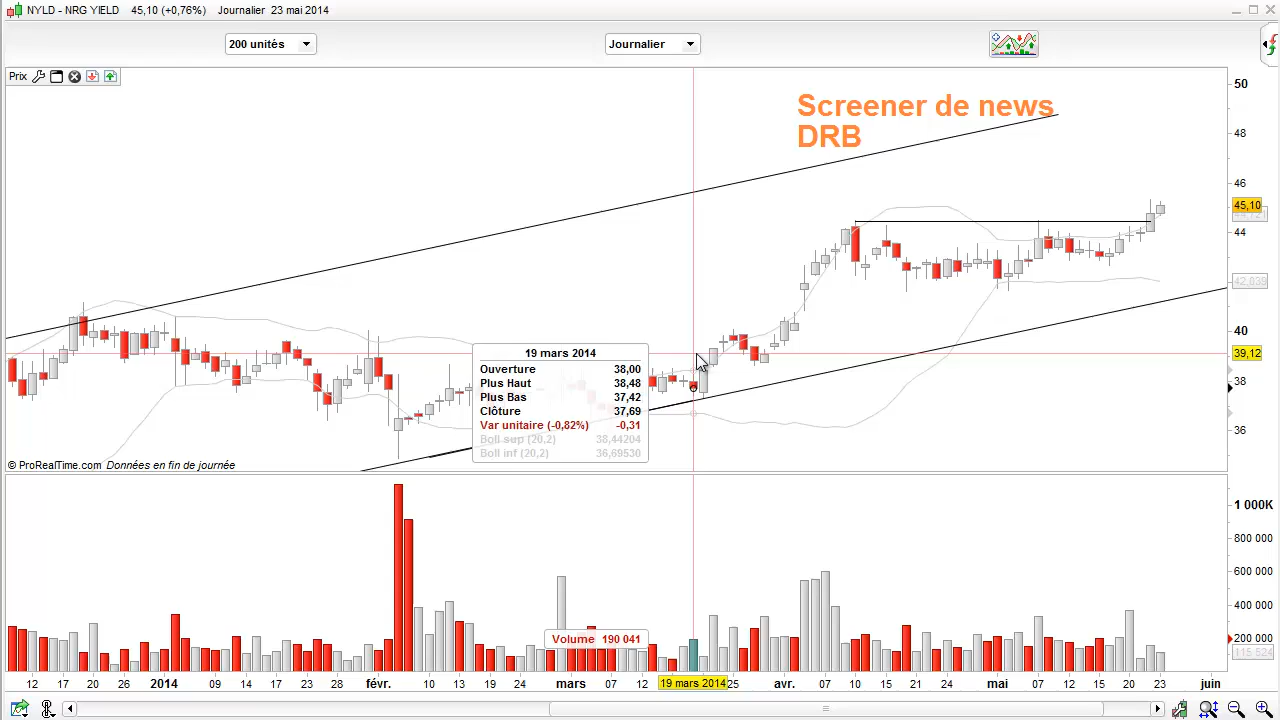 NYLD - NRG YIELD 45,10 (+0,76%) Journalier 23 mai 2014
200 unités
Journalier
Prix
Screener de news
DRB
50
48
46
45,10
44
42,039
40
39,12
38
36
19 mars 2014
Ouverture 38,00
Plus Haut 38,48
Plus Bas 37,42
Clôture 37,69
Var unitaire (-0,82%) -0,31
Boll sup (20,2) 38,44204
Boll inf (20,2) 36,69530
© ProRealTime.com Données en fin de journée
1 000K
800 000
600 000
400 000
200 000
115 524
Volume 190 041
12 17 20 26 2014 09 14 17 23 28 févr. 10 13 19 24 mars 07 12 19 mars 2014 25 avr. 07 10 15 21 24 mai 07 12 15 20 23 juin